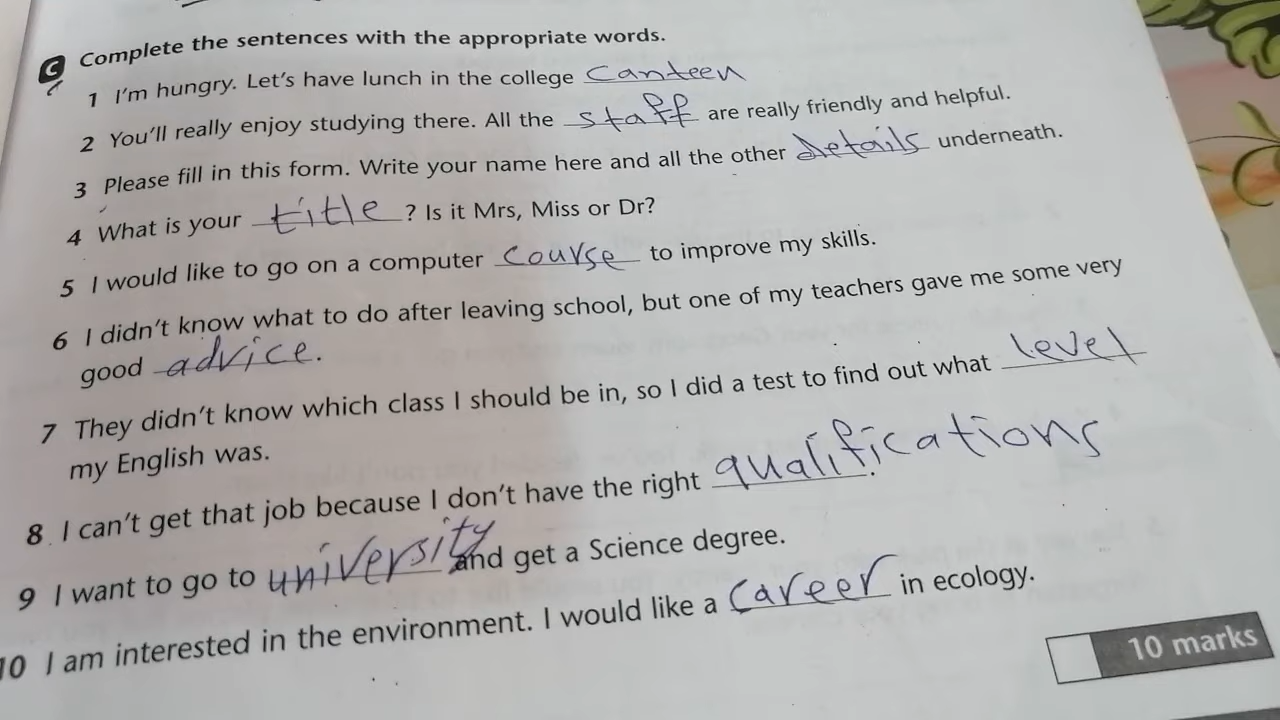 C Complete the sentences with the appropriate words.
1 I'm hungry. Let's have lunch in the college canteen
2 You'll really enjoy studying there. All the staff are really friendly and helpful.
3 Please fill in this form. Write your name here and all the other details underneath.
4 What is your title? Is it Mrs, Miss or Dr?
5 I would like to go on a computer course to improve my skills.
6 I didn't know what to do after leaving school, but one of my teachers gave me some very
good advice.
7 They didn't know which class I should be in, so I did a test to find out what level
my English was.
8 I can't get that job because I don't have the right qualifications.
9 I want to go to university and get a Science degree.
10 I am interested in the environment. I would like a career in ecology.
10 marks